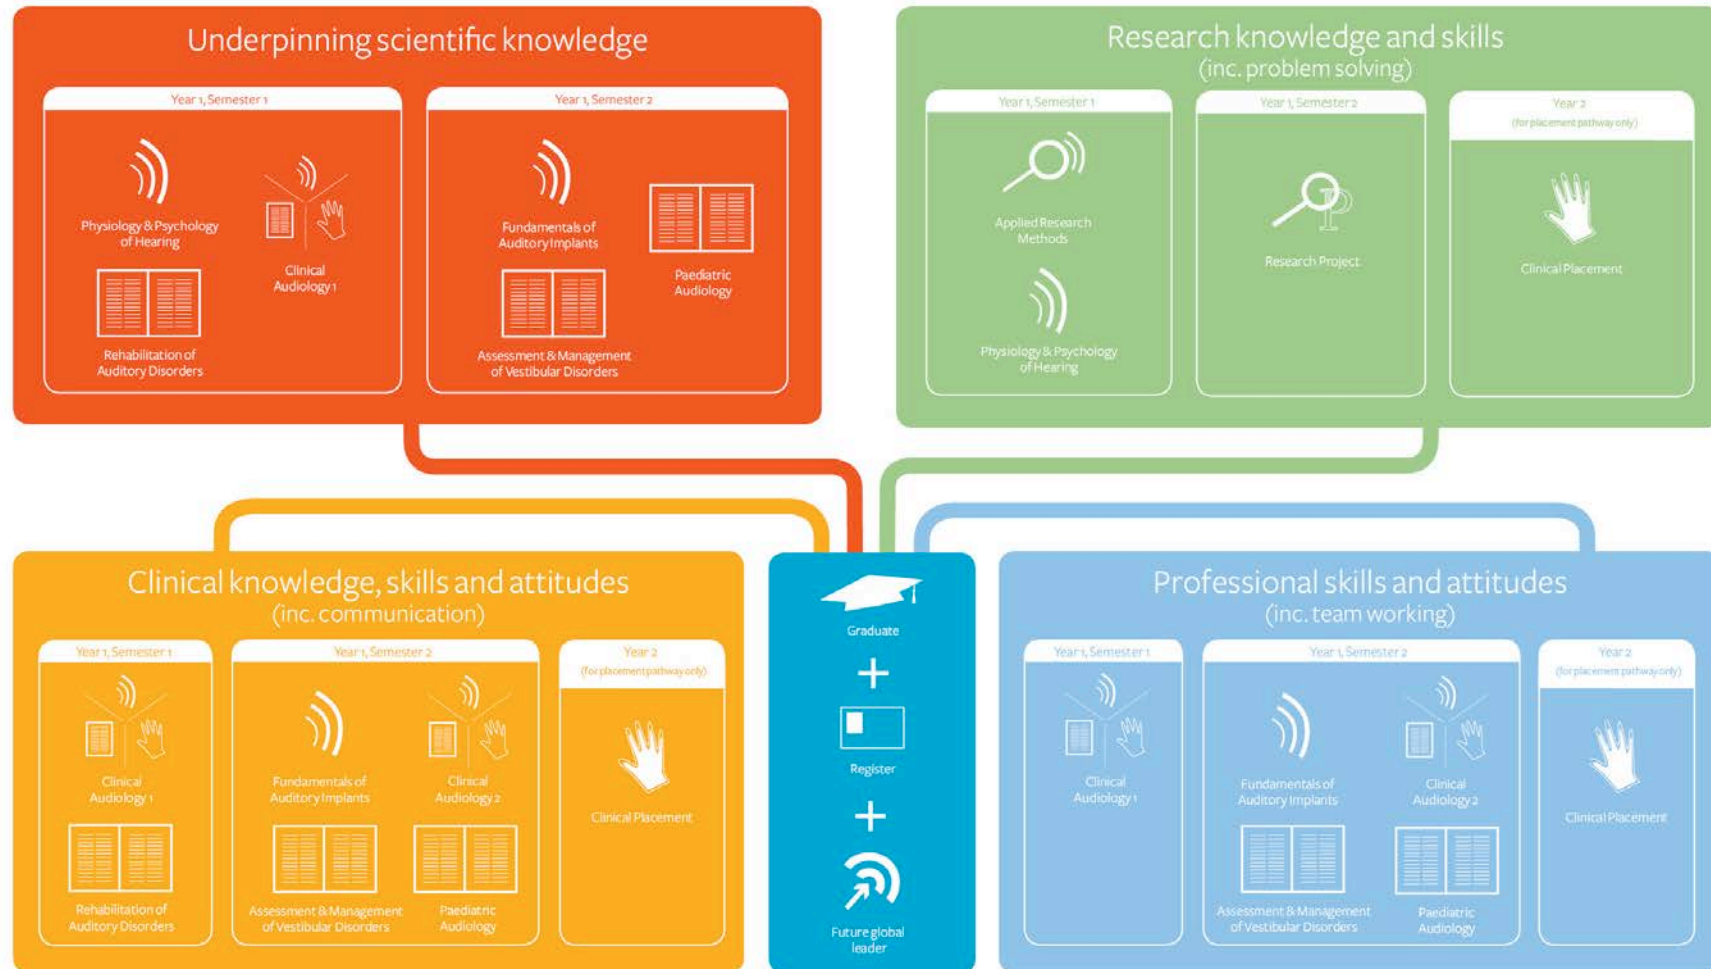 Underpinning scientific knowledge
Year 1, Semester 1
Physiology & Psychology
of Hearing
Clinical
Audiology 1
Rehabilitation of
Auditory Disorders
Year 1, Semester 2
Fundamentals of
Auditory Implants
Paediatric
Audiology
Assessment & Management
of Vestibular Disorders
Research knowledge and skills
(inc. problem solving)
Year 1, Semester 1
Applied Research
Methods
Physiology & Psychology
of Hearing
Year 1, Semester 2
P
Research Project
Year 2
(for placement pathway only)
Clinical Placement
Clinical knowledge, skills and attitudes
(inc. communication)
Year 1, Semester 1
Clinical
Audiology 1
Rehabilitation of
Auditory Disorders
Year 1, Semester 2
Fundamentals of
Auditory Implants
Clinical
Audiology 2
Assessment & Management
of Vestibular Disorders
Paediatric
Audiology
Year 2
(for placement pathway only)
Clinical Placement
Graduate
+
Register
+
Future global
leader
Professional skills and attitudes
(inc. team working)
Year 1, Semester 1
Clinical
Audiology 1
Year 1, Semester 2
Fundamentals of
Auditory Implants
Clinical
Audiology 2
Assessment & Management
of Vestibular Disorders
Paediatric
Audiology
Year 2
(for placement pathway only)
Clinical Placement